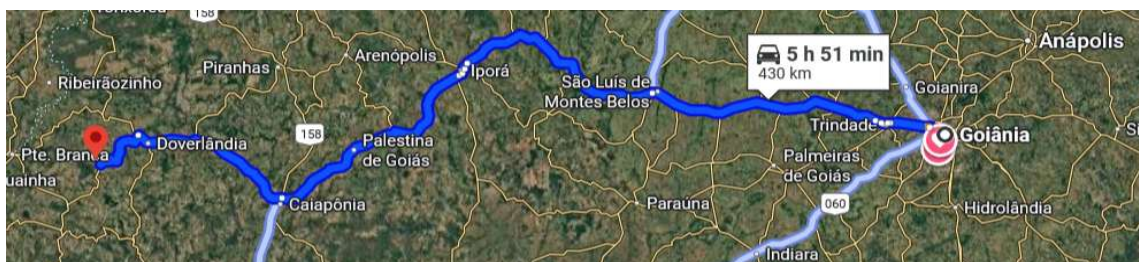 158
Anápolis
Arenópolis
5 h 51 min
430 km
Piranhas
Iporá
Ribeirãozinho
São Luís de
Montes Belos
Goianira
158
Trindade
Goiânia
Palestina
de Goiás
Doverlândia
Pte. Branca
uainha
Palmeiras
de Goiás
Caiapônia
Paraúna
060
Hidrolândia
Indiara